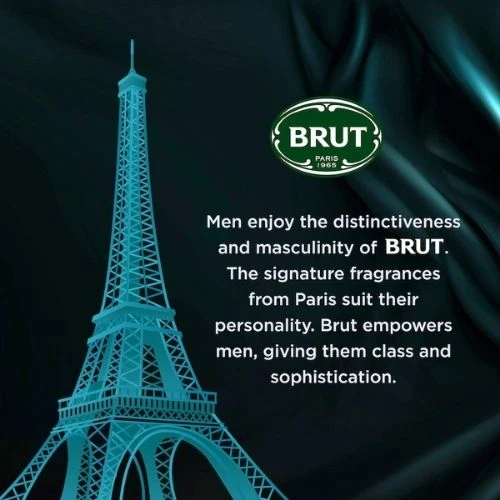 BRUT
PARIS
1965
Men enjoy the distinctiveness
and masculinity of BRUT.
The signature fragrances
from Paris suit their
personality. Brut empowers
men, giving them class and
sophistication.